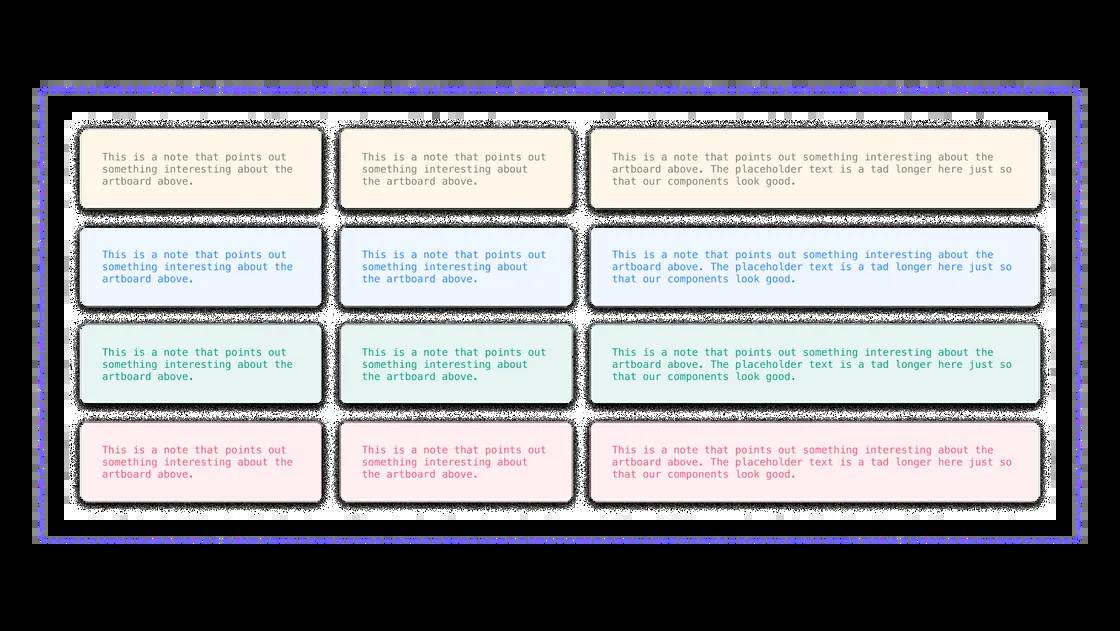 This is a note that points out
something interesting about the
artboard above.
This is a note that points out
something interesting about
the artboard above.
This is a note that points out something interesting about the
artboard above. The placeholder text is a tad longer here just so
that our components look good.
This is a note that points out
something interesting about the
artboard above.
This is a note that points out
something interesting about
the artboard above.
This is a note that points out something interesting about the
artboard above. The placeholder text is a tad longer here just so
that our components look good.
This is a note that points out
something interesting about the
artboard above.
This is a note that points out
something interesting about
the artboard above.
This is a note that points out something interesting about the
artboard above. The placeholder text is a tad longer here just so
that our components look good.
This is a note that points out
something interesting about the
artboard above.
This is a note that points out
something interesting about
the artboard above.
This is a note that points out something interesting about the
artboard above. The placeholder text is a tad longer here just so
that our components look good.